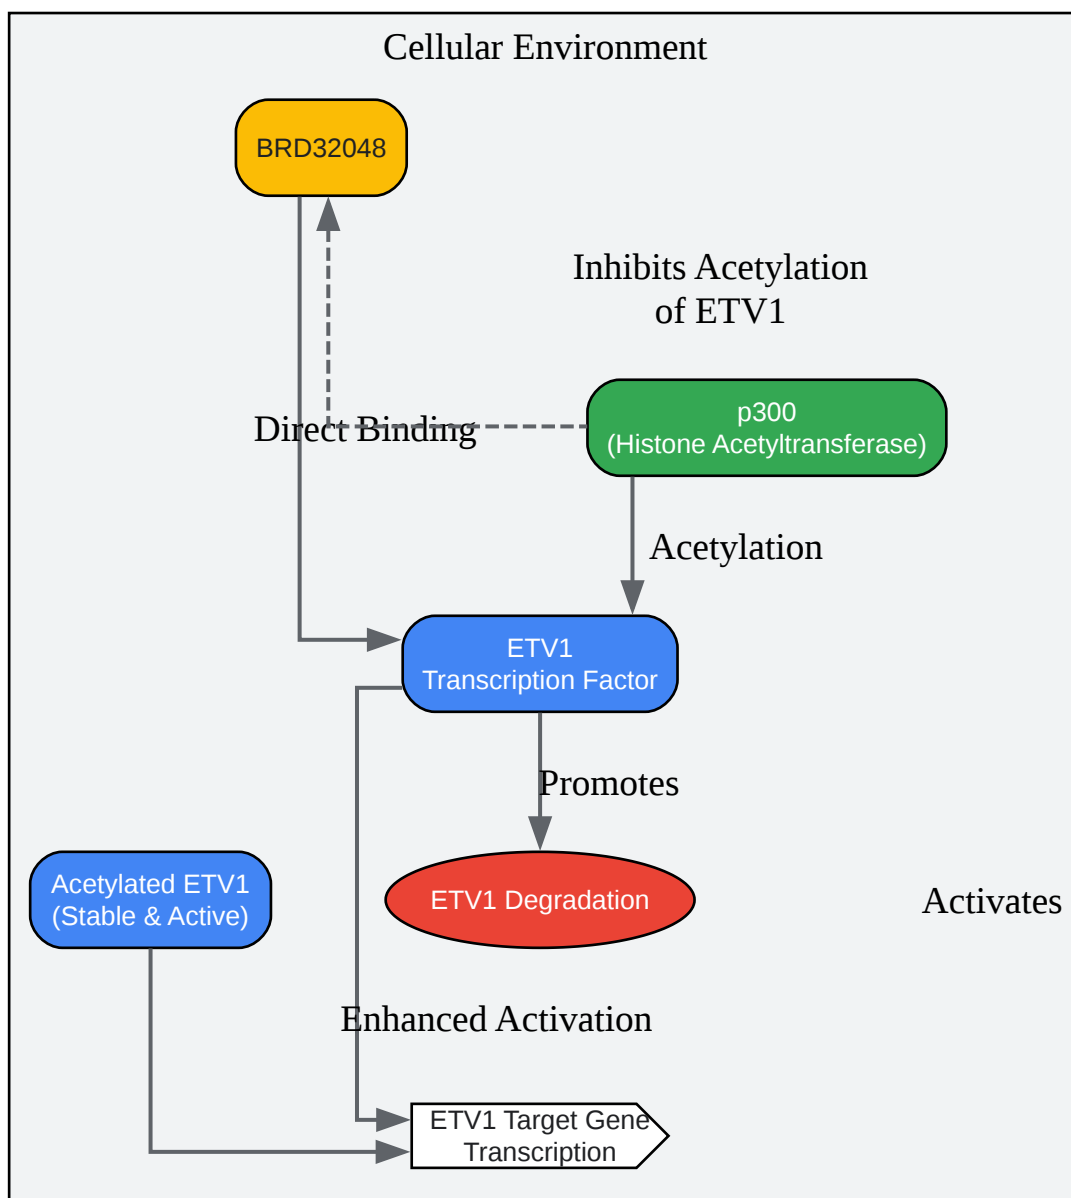 Cellular Environment
BRD32048
Inhibits Acetylation
of ETV1
p300
(Histone Acetyltransferase)
Direct Binding
Acetylation
ETV1
Transcription Factor
Promotes
Acetylated ETV1
(Stable & Active)
ETV1 Degradation
Activates
Enhanced Activation
ETV1 Target Gene
Transcription